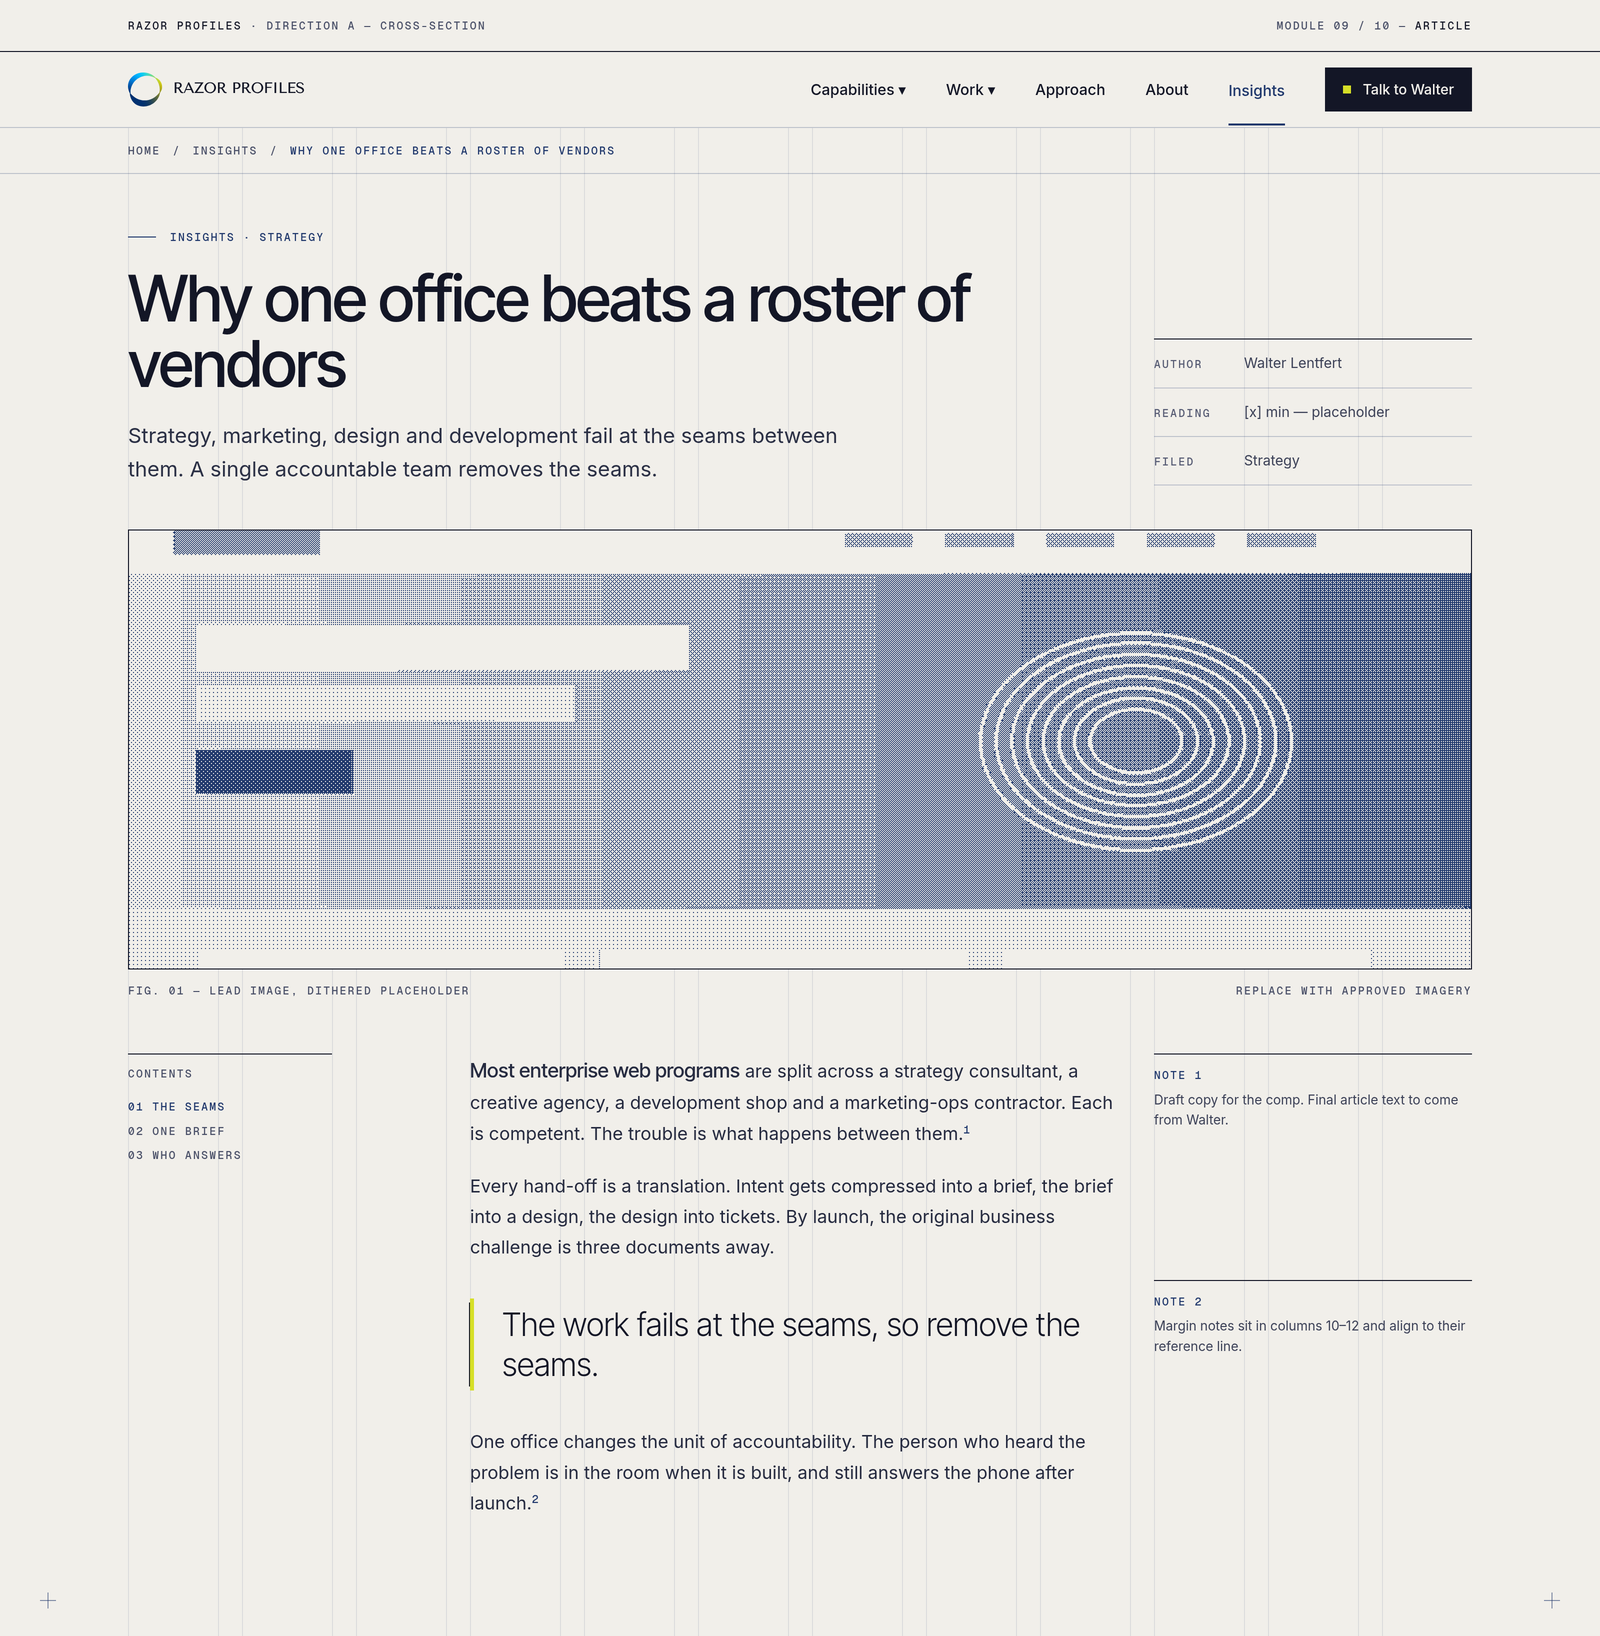 RAZOR PROFILES · DIRECTION A — CROSS-SECTION
MODULE 09 / 10 — ARTICLE
RAZOR PROFILES
Capabilities ▾
Work ▾
Approach
About
Insights
Talk to Walter
HOME / INSIGHTS / WHY ONE OFFICE BEATS A ROSTER OF VENDORS
INSIGHTS · STRATEGY
Why one office beats a roster of
vendors
Strategy, marketing, design and development fail at the seams between
them. A single accountable team removes the seams.
AUTHOR Walter Lentfert
READING [x] min — placeholder
FILED Strategy
FIG. 01 — LEAD IMAGE, DITHERED PLACEHOLDER
REPLACE WITH APPROVED IMAGERY
CONTENTS
01 THE SEAMS
02 ONE BRIEF
03 WHO ANSWERS
Most enterprise web programs are split across a strategy consultant, a
creative agency, a development shop and a marketing-ops contractor. Each
is competent. The trouble is what happens between them.¹
Every hand-off is a translation. Intent gets compressed into a brief, the brief
into a design, the design into tickets. By launch, the original business
challenge is three documents away.
The work fails at the seams, so remove the
seams.
One office changes the unit of accountability. The person who heard the
problem is in the room when it is built, and still answers the phone after
launch.²
NOTE 1
Draft copy for the comp. Final article text to come
from Walter.
NOTE 2
Margin notes sit in columns 10–12 and align to their
reference line.